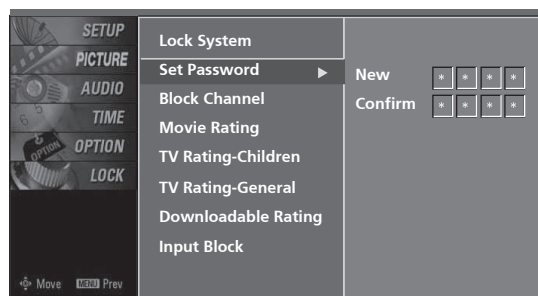 SETUP
PICTURE
AUDIO
TIME
OPTION
LOCK
Move MENU Prev
Lock System
Set Password ▶
Block Channel
Movie Rating
TV Rating-Children
TV Rating-General
Downloadable Rating
Input Block
New * * * *
Confirm * * * *